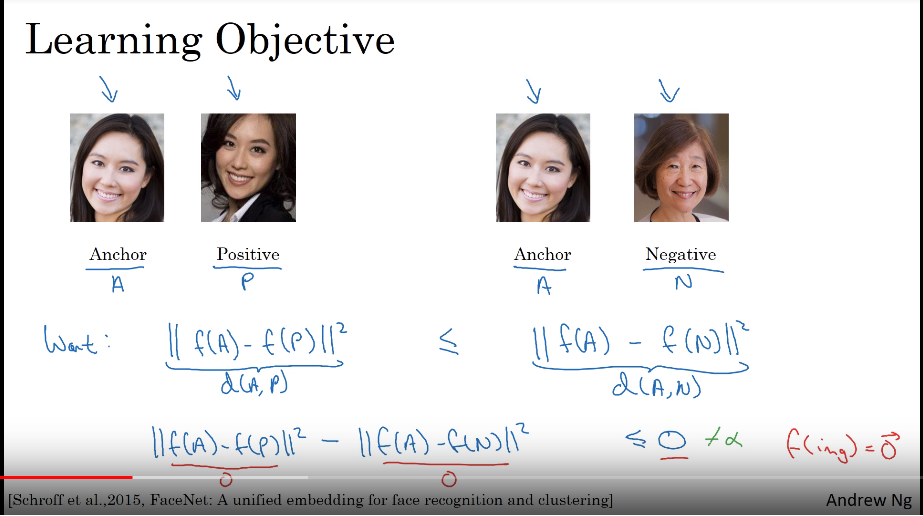 Learning Objective
Anchor Positive Anchor Negative
A P A N
Want: || f(A) - f(P) ||² ≤ || f(A) - f(N) ||²
d(A,P) d(A,N)
||f(A)-f(P)||² - ||f(A)-f(N)||² ≤ 0 + α f(img) = 0⃗
0 0
[Schroff et al.,2015, FaceNet: A unified embedding for face recognition and clustering] Andrew Ng